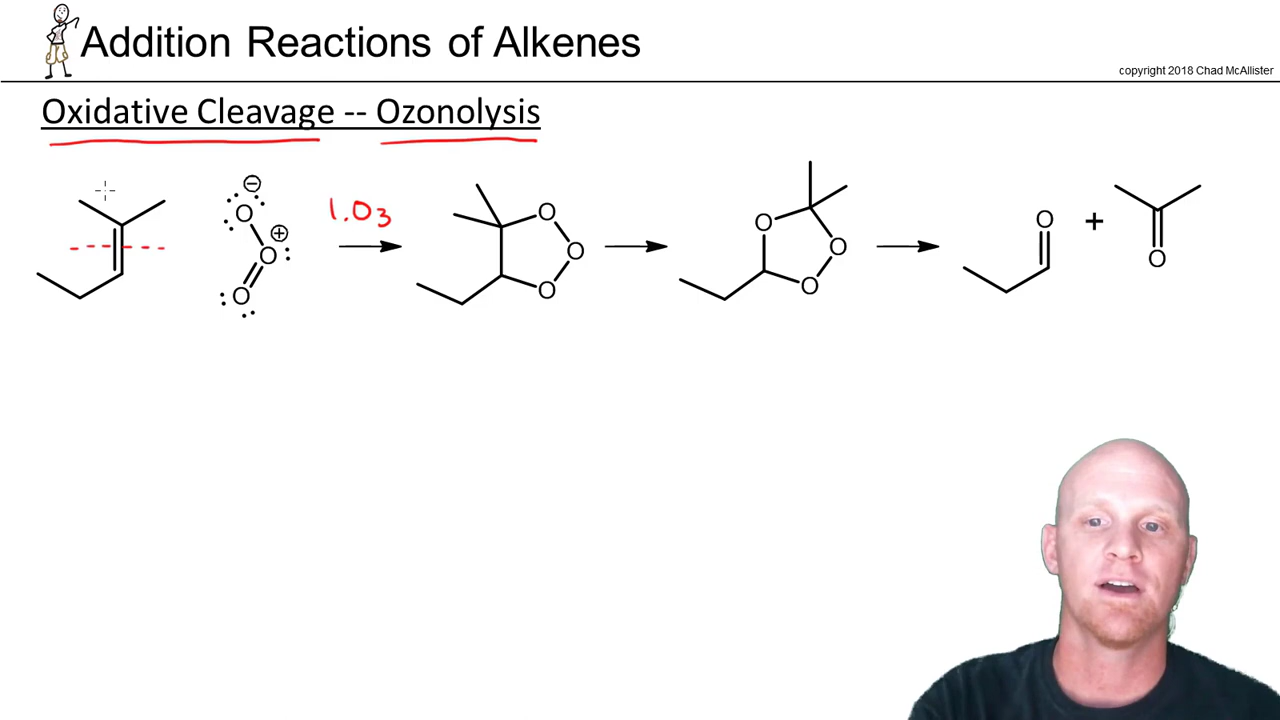 Addition Reactions of Alkenes
copyright 2018 Chad McAllister
Oxidative Cleavage -- Ozonolysis
1. O3
O
O
O
O
O
O
O
O
O
O
+
O